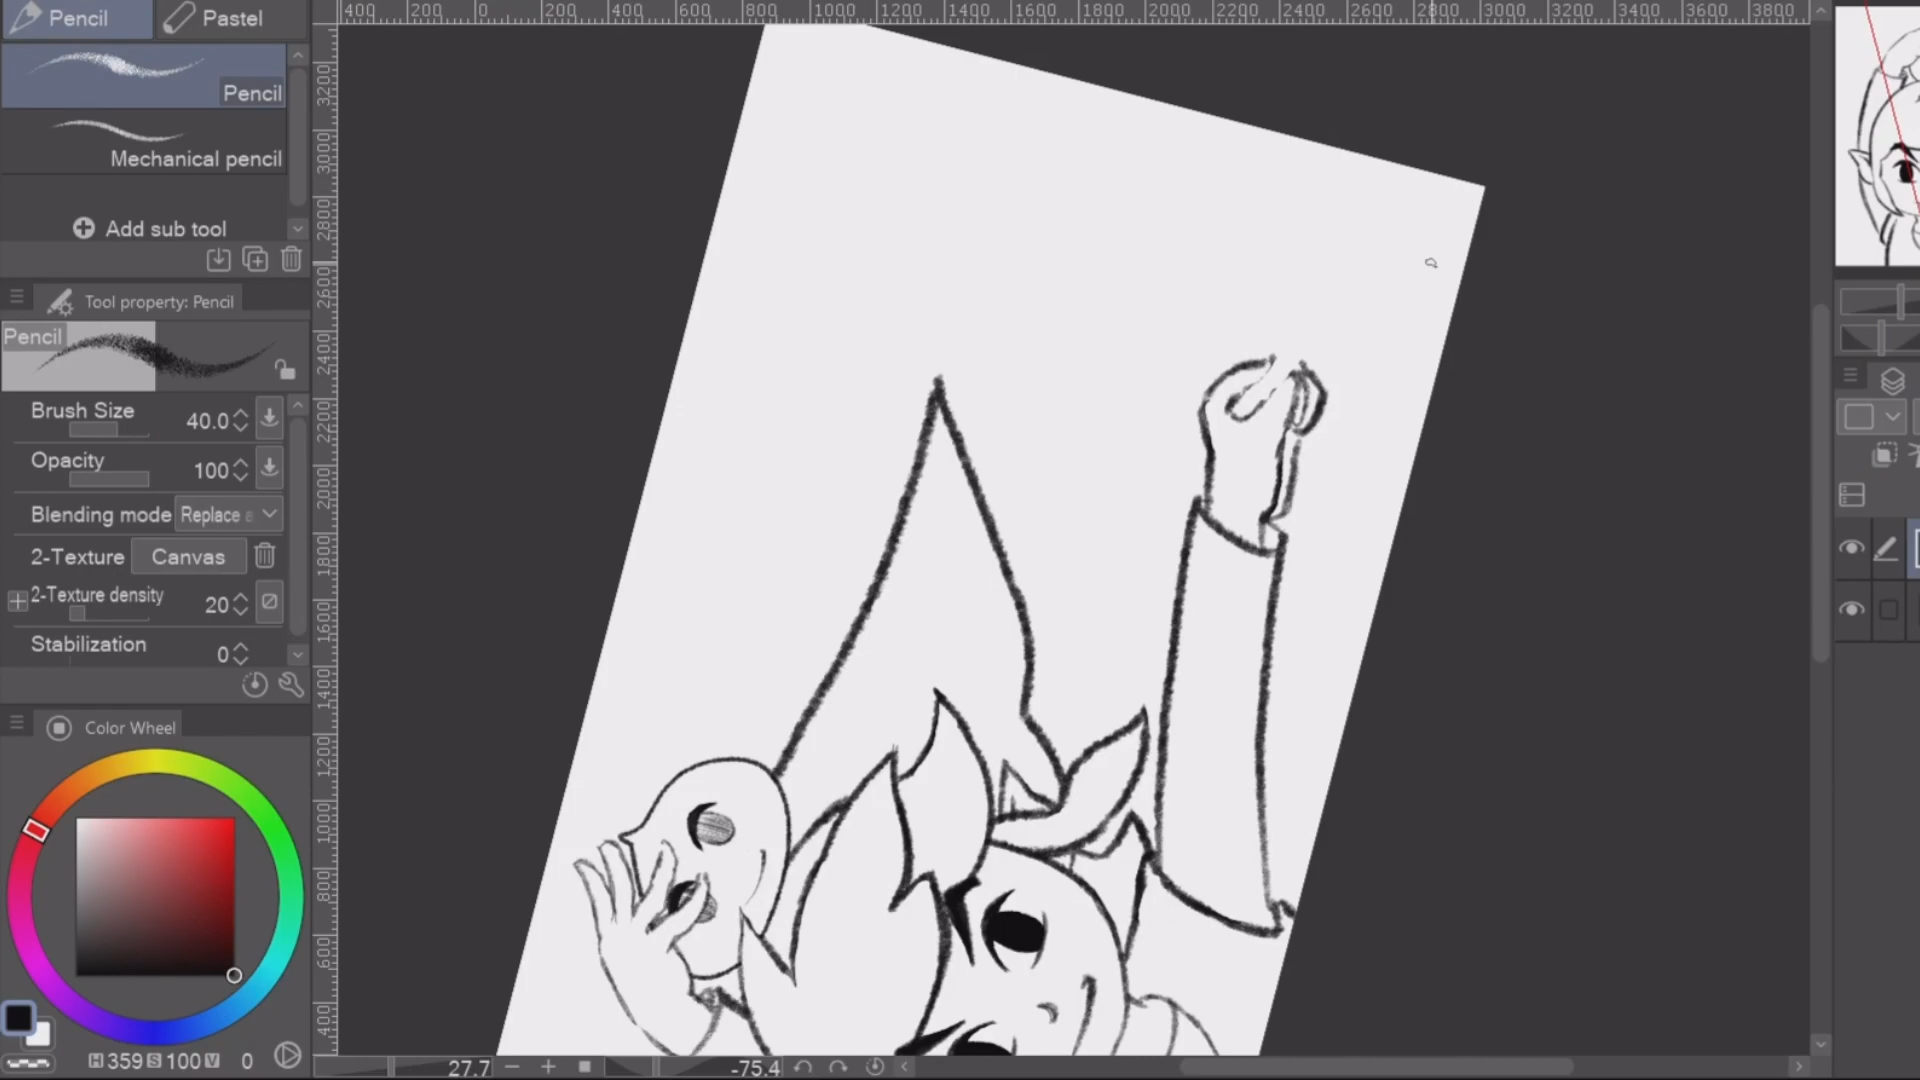 Pencil Pastel
Pencil
Mechanical pencil
Add sub tool
Tool property: Pencil
Pencil
Brush Size 40.0
Opacity 100
Blending mode Replace
2-Texture Canvas
2-Texture density 20
Stabilization 0
Color Wheel
H 359 S 100 V 0
400 200 0 200 400 600 800 1000 1200 1400 1600 1800 2000 2200 2400 2600 2800 3000 3200 3400 3600 3800
3200
3000
2800
2600
2400
2200
2000
1800
1600
1400
1200
1000
800
600
400
27.7 -75.4